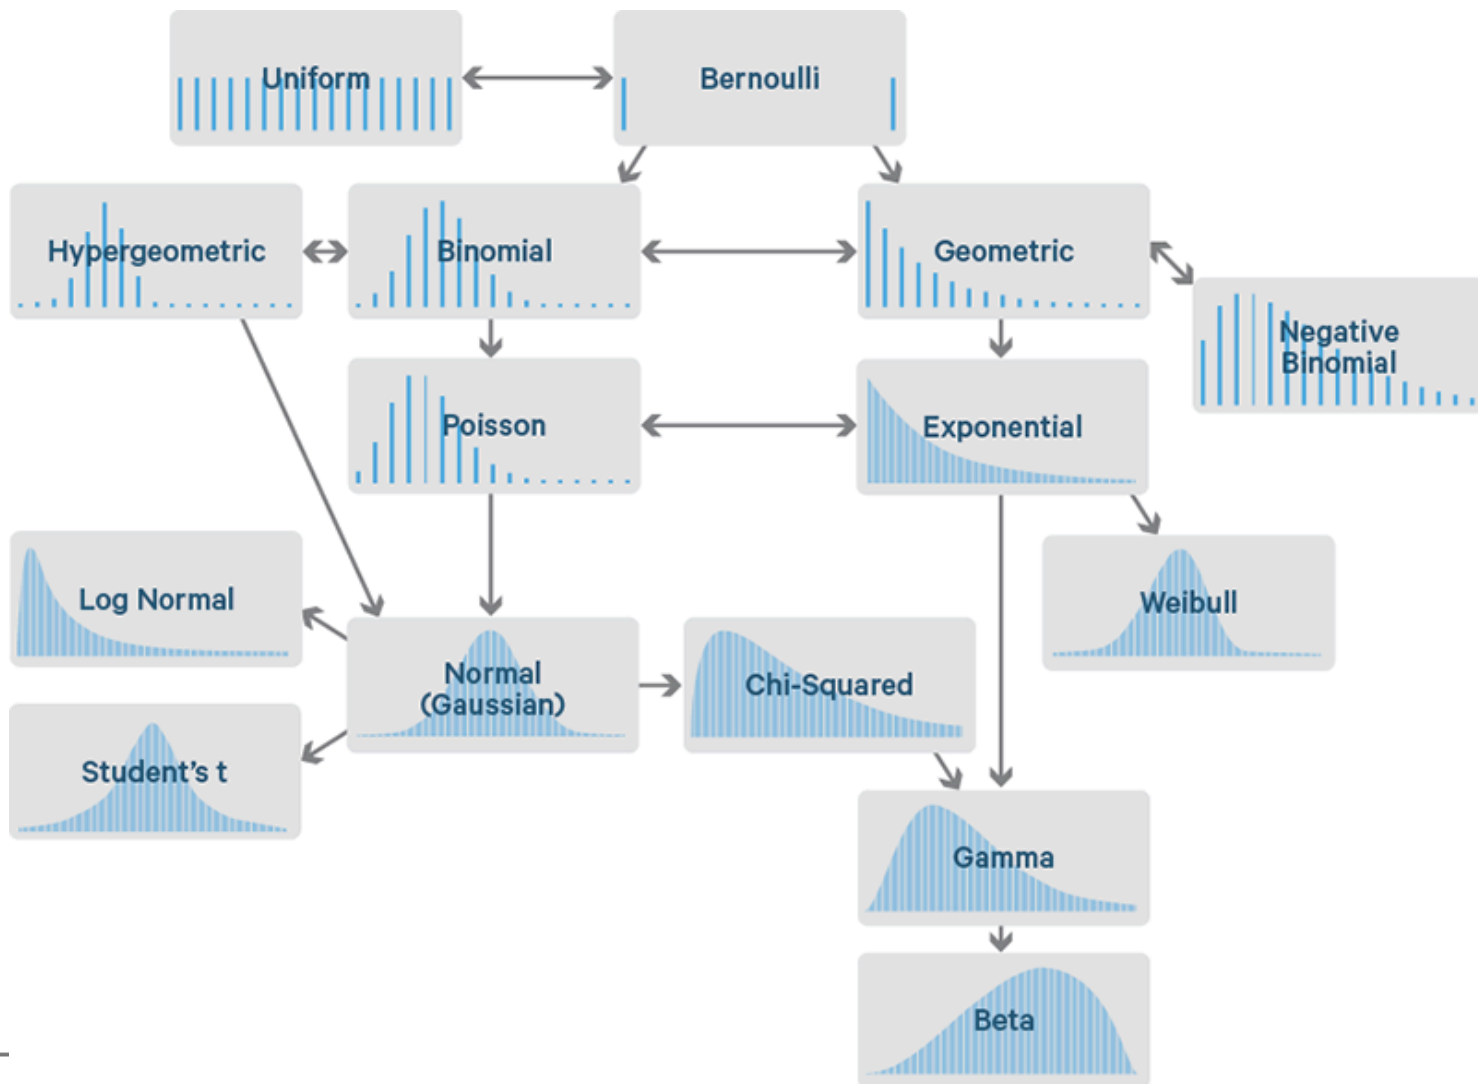 Uniform
Bernoulli
Hypergeometric
Binomial
Geometric
Negative
Binomial
Poisson
Exponential
Log Normal
Weibull
Normal
(Gaussian)
Chi-Squared
Student’s t
Gamma
Beta